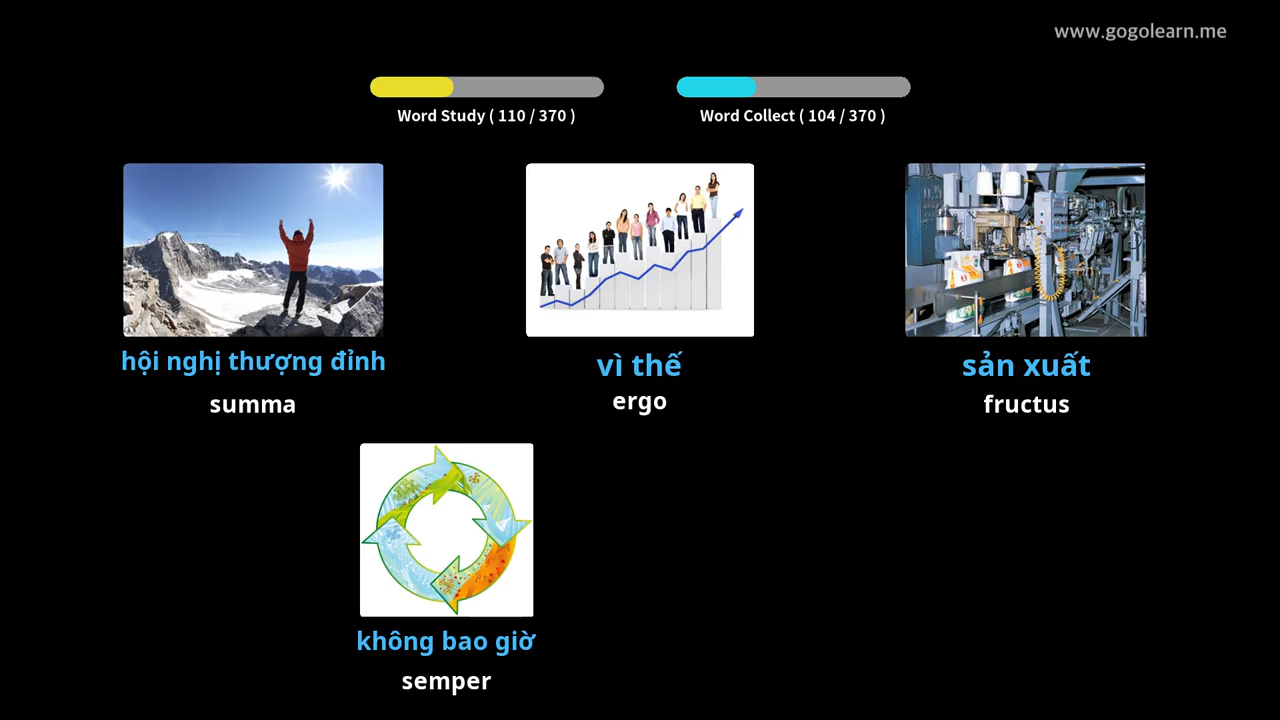 www.gogolearn.me
Word Study ( 110 / 370 )
Word Collect ( 104 / 370 )
hội nghị thượng đỉnh
vì thế
sản xuất
summa
ergo
fructus
không bao giờ
semper